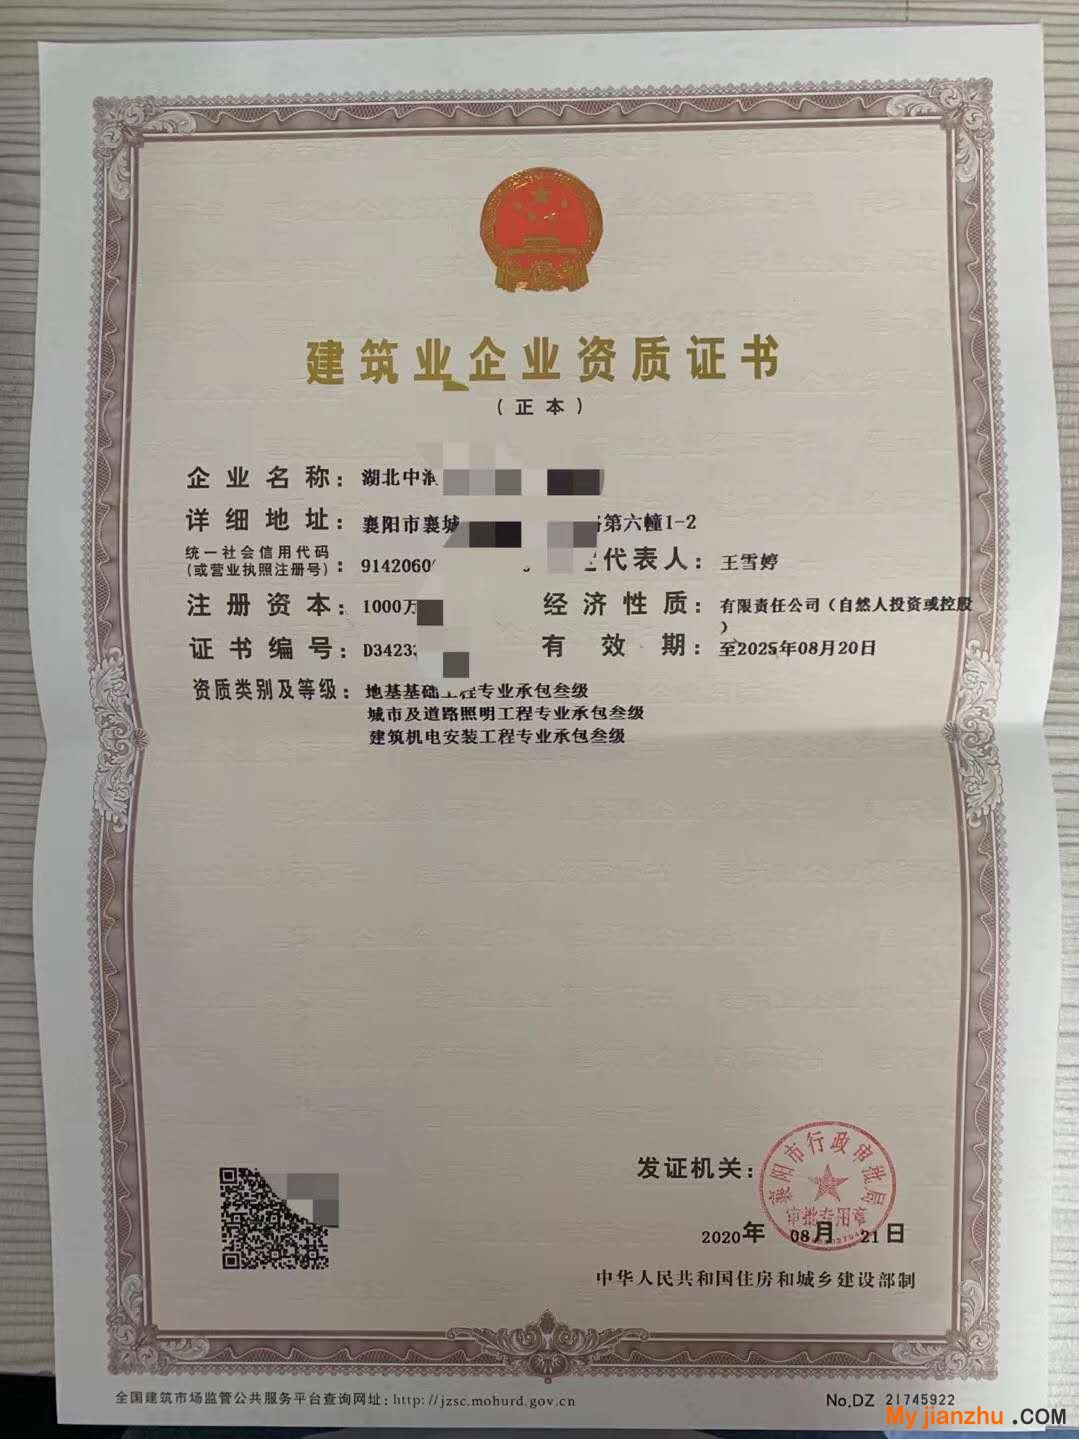 建筑业企业资质证书
(正本)
企业名称：湖北中润
详细地址：襄阳市襄城 第六幢1-2
统一社会信用代码
(或营业执照注册号)：9142060 代表人：王雪婷
注册资本：1000万 经济性质：有限责任公司（自然人投资或控股
）
证书编号：D3423 有效期：至2025年08月20日
资质类别及等级：地基基础工程专业承包叁级
城市及道路照明工程专业承包叁级
建筑机电安装工程专业承包叁级
发证机关：
襄阳市行政审批局
审批专用章
2020年 08月 21日
中华人民共和国住房和城乡建设部制
全国建筑市场监管公共服务平台查询网址：http://jzsc.mohurd.gov.cn
No.DZ 21745922
Myjianzhu.COM